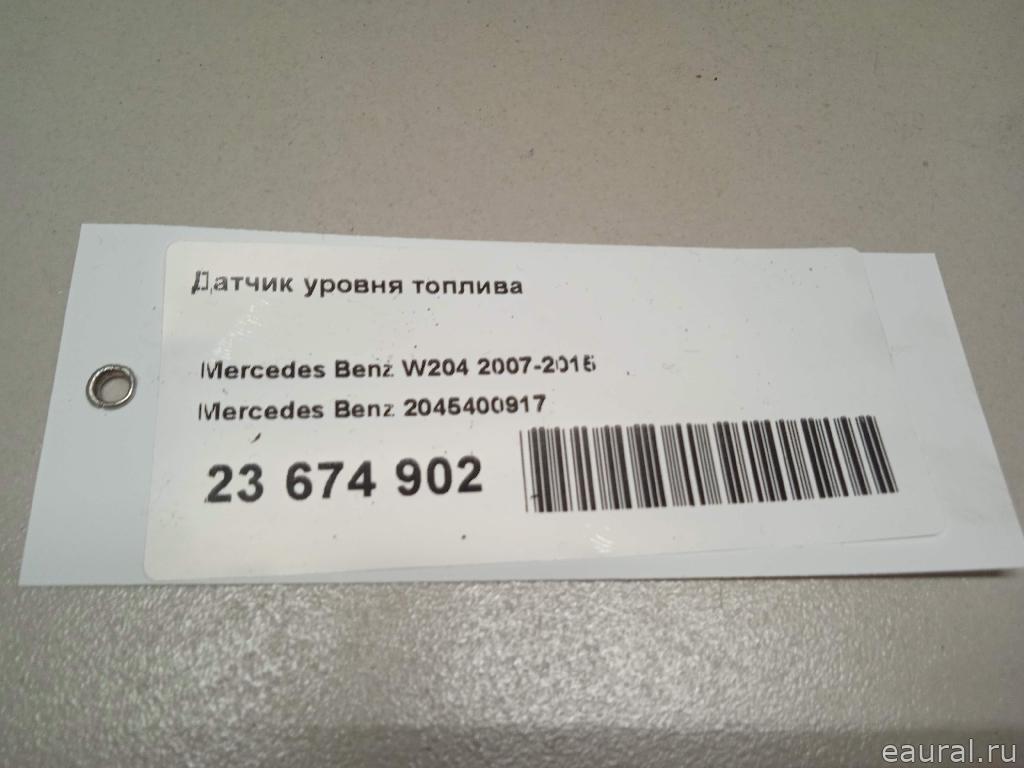 Датчик уровня топлива
Mercedes Benz W204 2007-2015
Mercedes Benz 2045400917
23 674 902
eaural.ru